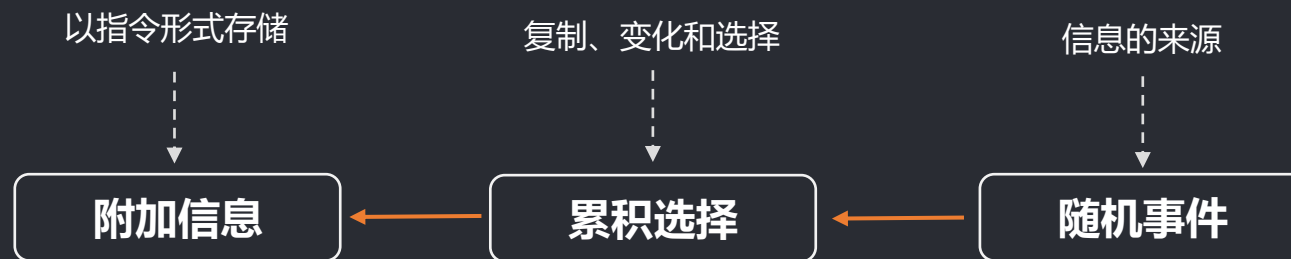 以指令形式存储
复制、变化和选择
信息的来源
附加信息
累积选择
随机事件